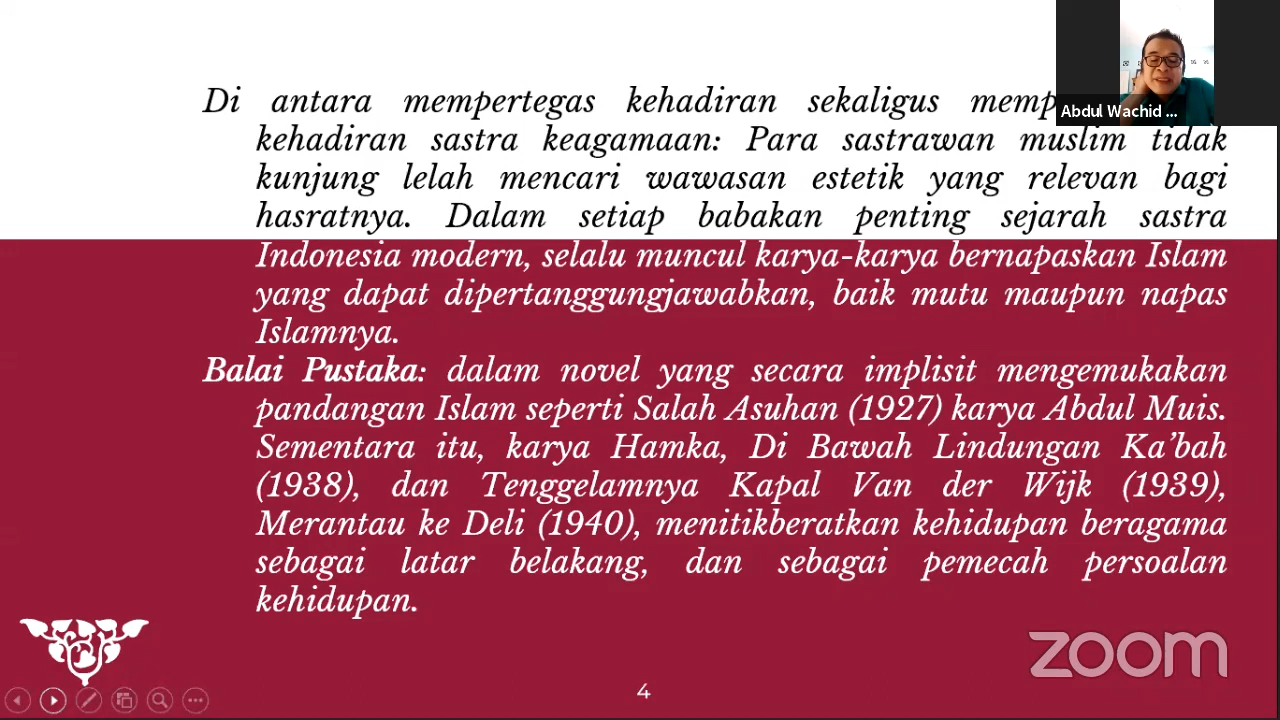 Di antara mempertegas kehadiran sekaligus
kehadiran sastra keagamaan: Para sastrawan muslim tidak
kunjung lelah mencari wawasan estetik yang relevan bagi
hasratnya. Dalam setiap babakan penting sejarah sastra
Indonesia modern, selalu muncul karya-karya bernapaskan Islam
yang dapat dipertanggungjawabkan, baik mutu maupun napas
Islamnya.
Balai Pustaka: dalam novel yang secara implisit mengemukakan
pandangan Islam seperti Salah Asuhan (1927) karya Abdul Muis.
Sementara itu, karya Hamka, Di Bawah Lindungan Ka'bah
(1938), dan Tenggelamnya Kapal Van der Wijk (1939),
Merantau ke Deli (1940), menitikberatkan kehidupan beragama
sebagai latar belakang, dan sebagai pemecah persoalan
kehidupan.
Abdul Wachid ...
zoom
4